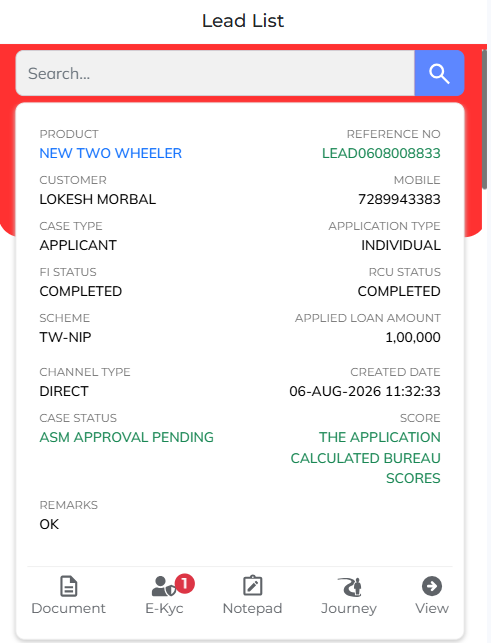 Lead List
Search...
PRODUCT REFERENCE NO
NEW TWO WHEELER LEAD0608008833
CUSTOMER MOBILE
LOKESH MORBAL 7289943383
CASE TYPE APPLICATION TYPE
APPLICANT INDIVIDUAL
FI STATUS RCU STATUS
COMPLETED COMPLETED
SCHEME APPLIED LOAN AMOUNT
TW-NIP 1,00,000
CHANNEL TYPE CREATED DATE
DIRECT 06-AUG-2026 11:32:33
CASE STATUS SCORE
ASM APPROVAL PENDING THE APPLICATION
CALCULATED BUREAU
SCORES
REMARKS
OK
1
Document E-Kyc Notepad Journey View